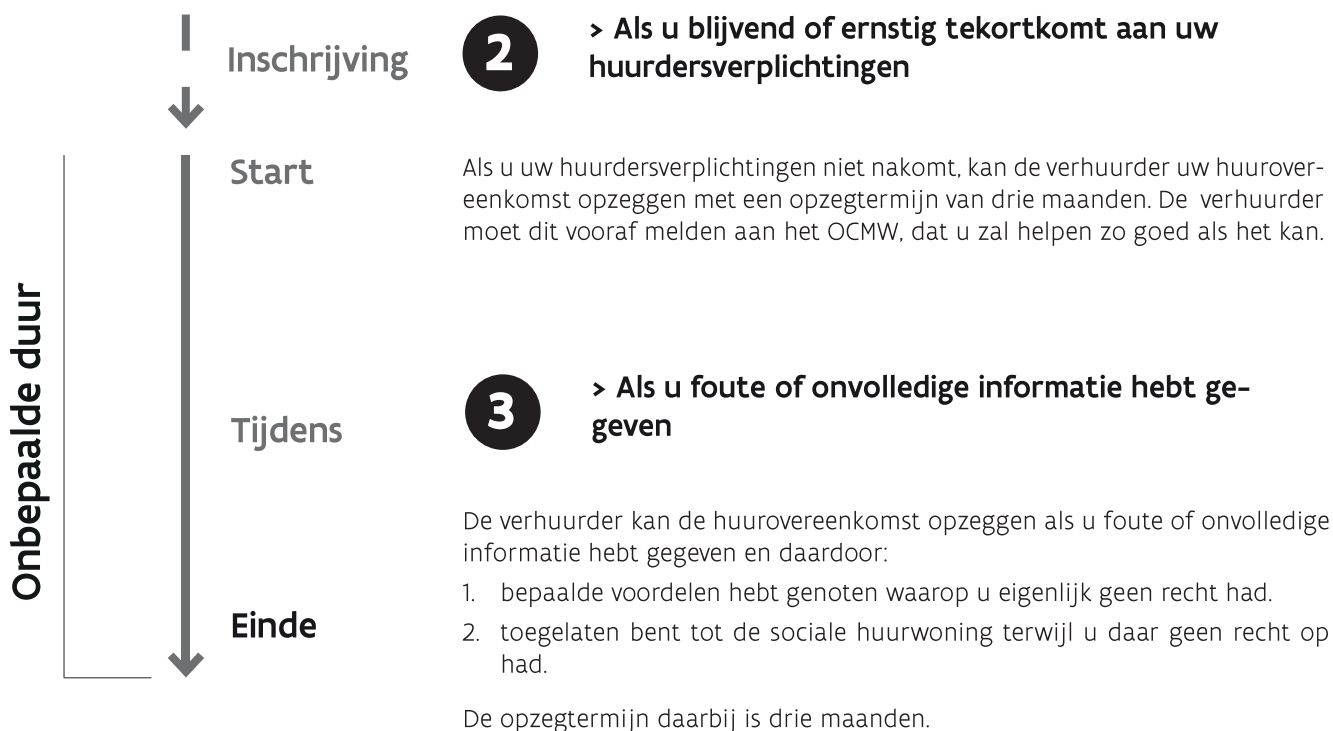 Onbepaalde duur
Inschrijving
Start
Tijdens
Einde
2
> Als u blijvend of ernstig tekortkomt aan uw
huurdersverplichtingen
Als u uw huurdersverplichtingen niet nakomt, kan de verhuurder uw huurover-
eenkomst opzeggen met een opzegtermijn van drie maanden. De verhuurder
moet dit vooraf melden aan het OCMW, dat u zal helpen zo goed als het kan.
3
> Als u foute of onvolledige informatie hebt ge-
geven
De verhuurder kan de huurovereenkomst opzeggen als u foute of onvolledige
informatie hebt gegeven en daardoor:
1. bepaalde voordelen hebt genoten waarop u eigenlijk geen recht had.
2. toegelaten bent tot de sociale huurwoning terwijl u daar geen recht op
had.
De opzegtermijn daarbij is drie maanden.